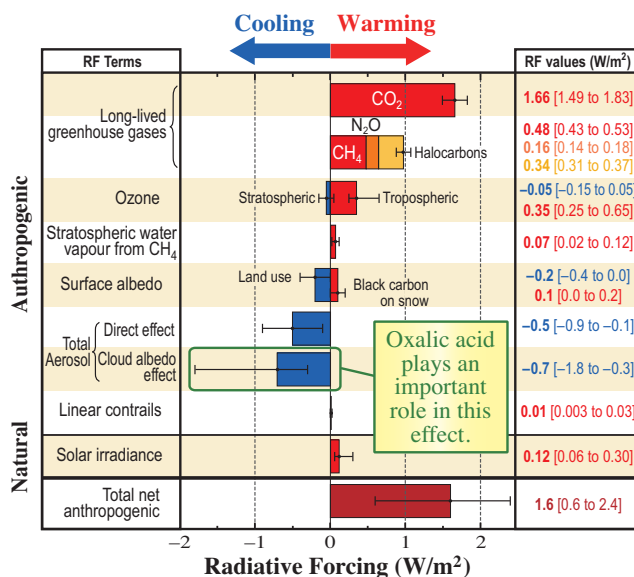 Cooling Warming
RF Terms RF values (W/m²)
Anthropogenic
Natural
Long-lived
greenhouse gases
CO₂
1.66 [1.49 to 1.83]
N₂O
CH₄
Halocarbons
0.48 [0.43 to 0.53]
0.16 [0.14 to 0.18]
0.34 [0.31 to 0.37]
Ozone
Stratospheric Tropospheric
−0.05 [−0.15 to 0.05]
0.35 [0.25 to 0.65]
Stratospheric water
vapour from CH₄
0.07 [0.02 to 0.12]
Surface albedo
Land use
Black carbon
on snow
−0.2 [−0.4 to 0.0]
0.1 [0.0 to 0.2]
Total
Aerosol
Direct effect
−0.5 [−0.9 to −0.1]
Cloud albedo
effect
−0.7 [−1.8 to −0.3]
Oxalic acid
plays an
important
role in this
effect.
Linear contrails
0.01 [0.003 to 0.03]
Solar irradiance
0.12 [0.06 to 0.30]
Total net
anthropogenic
1.6 [0.6 to 2.4]
−2 −1 0 1 2
Radiative Forcing (W/m²)